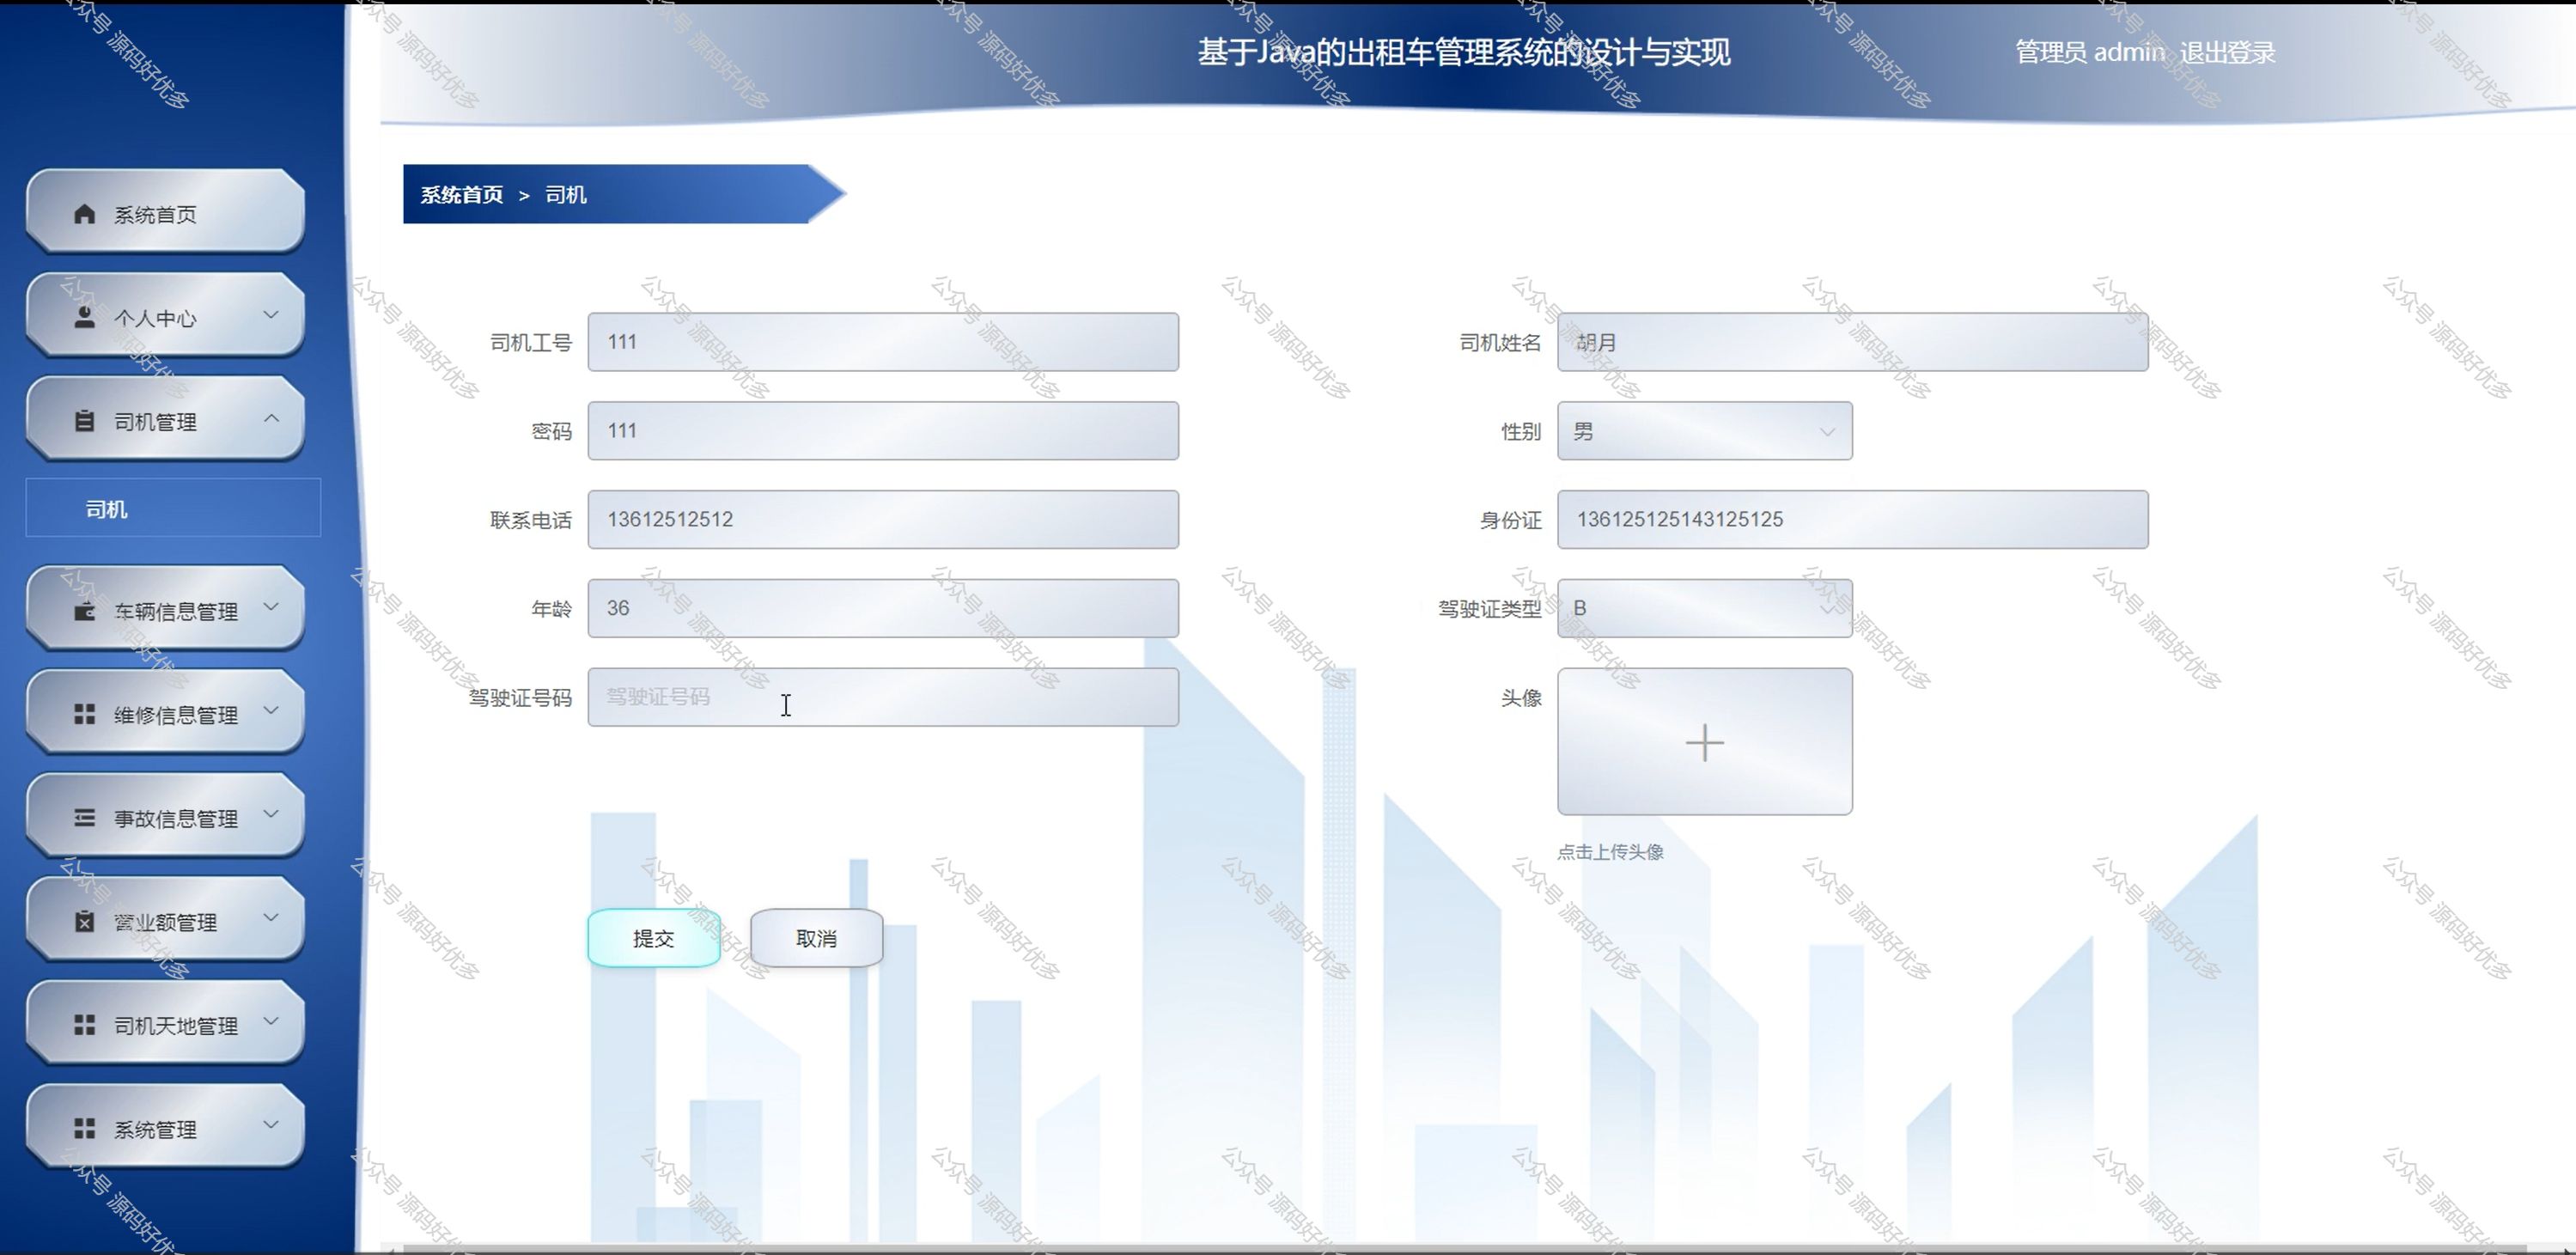 基于Java的出租车管理系统的设计与实现
管理员 admin 退出登录
系统首页
个人中心
司机管理
司机
车辆信息管理
维修信息管理
事故信息管理
营业额管理
司机天地管理
系统管理
系统首页 > 司机
司机工号 111
司机姓名 胡月
密码 111
性别 男
联系电话 13612512512
身份证 136125125143125125
年龄 36
驾驶证类型 B
驾驶证号码 驾驶证号码
头像
点击上传头像
提交 取消
公众号 源码好优多